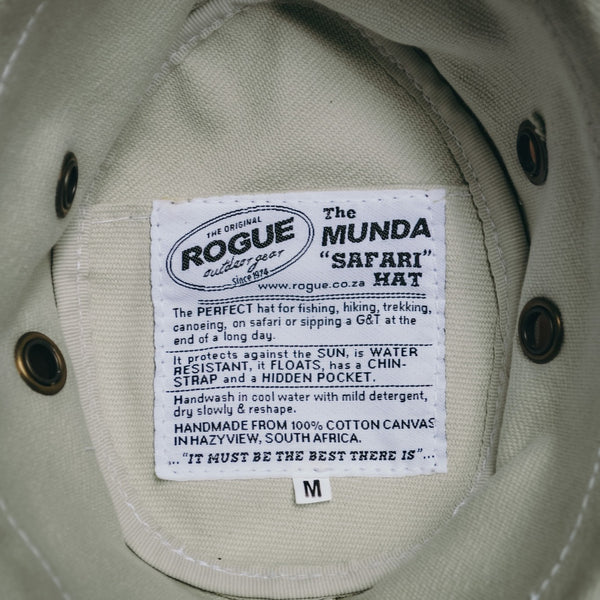 THE ORIGINAL
ROGUE
outdoor gear
Since 1974
The
MUNDA
"SAFARI"
HAT
www.rogue.co.za
The PERFECT hat for fishing, hiking, trekking,
canoeing, on safari or sipping a G&T at the
end of a long day.
It protects against the SUN, is WATER
RESISTANT, it FLOATS, has a CHIN-
STRAP and a HIDDEN POCKET.
Handwash in cool water with mild detergent,
dry slowly & reshape.
HANDMADE FROM 100% COTTON CANVAS
IN HAZYVIEW, SOUTH AFRICA.
..."IT MUST BE THE BEST THERE IS"...
M